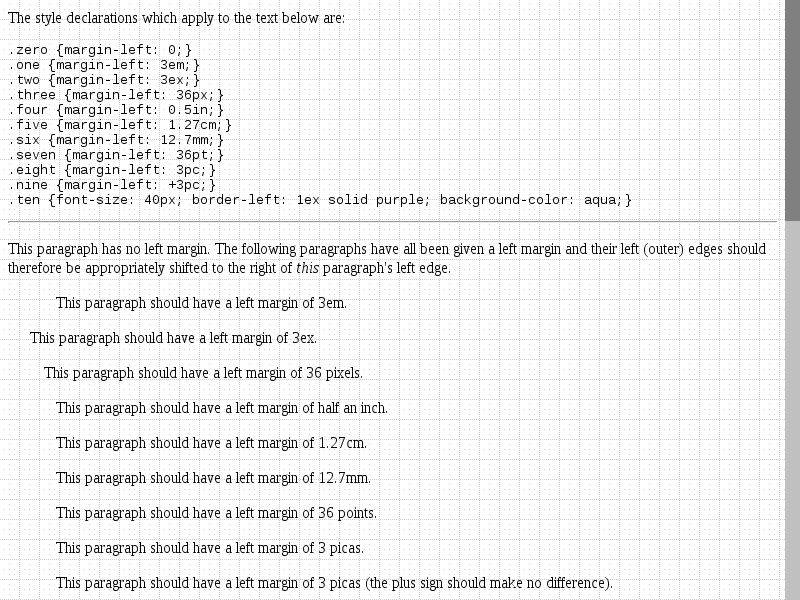 The style declarations which apply to the text below are:
.zero {margin-left: 0;}
.one {margin-left: 3em;}
.two {margin-left: 3ex;}
.three {margin-left: 36px;}
.four {margin-left: 0.5in;}
.five {margin-left: 1.27cm;}
.six {margin-left: 12.7mm;}
.seven {margin-left: 36pt;}
.eight {margin-left: 3pc;}
.nine {margin-left: +3pc;}
.ten {font-size: 40px; border-left: 1ex solid purple; background-color: aqua;}
This paragraph has no left margin. The following paragraphs have all been given a left margin and their left (outer) edges should
therefore be appropriately shifted to the right of this paragraph's left edge.
This paragraph should have a left margin of 3em.
This paragraph should have a left margin of 3ex.
This paragraph should have a left margin of 36 pixels.
This paragraph should have a left margin of half an inch.
This paragraph should have a left margin of 1.27cm.
This paragraph should have a left margin of 12.7mm.
This paragraph should have a left margin of 36 points.
This paragraph should have a left margin of 3 picas.
This paragraph should have a left margin of 3 picas (the plus sign should make no difference).